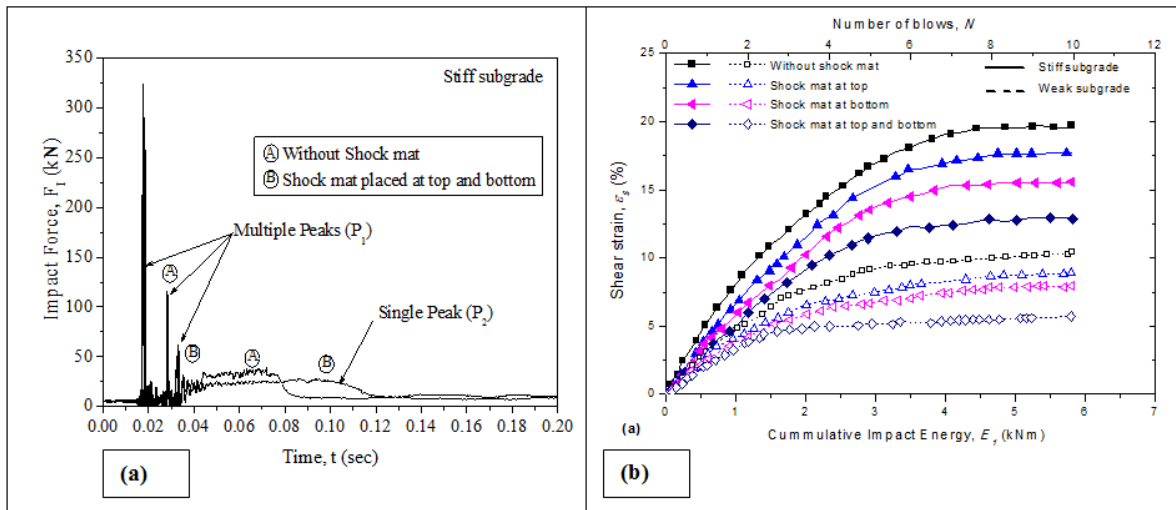 (a)
350
300
250
200
150
100
50
0
Impact Force, F_I (kN)
Stiff subgrade
Ⓐ Without Shock mat
Ⓑ Shock mat placed at top and bottom
Multiple Peaks (P₁)
Ⓐ
Single Peak (P₂)
Ⓑ Ⓐ Ⓑ
0.00 0.02 0.04 0.06 0.08 0.10 0.12 0.14 0.16 0.18 0.20
Time, t (sec)
(a)
(b)
Number of blows, N
0 2 4 6 8 10 12
25
20
15
10
5
0
Shear strain, εs (%)
Without shock mat
Shock mat at top
Shock mat at bottom
Shock mat at top and bottom
Stiff subgrade
Weak subgrade
0 1 2 3 4 5 6 7
(a)
Cummulative Impact Energy, E (kNm)
(b)